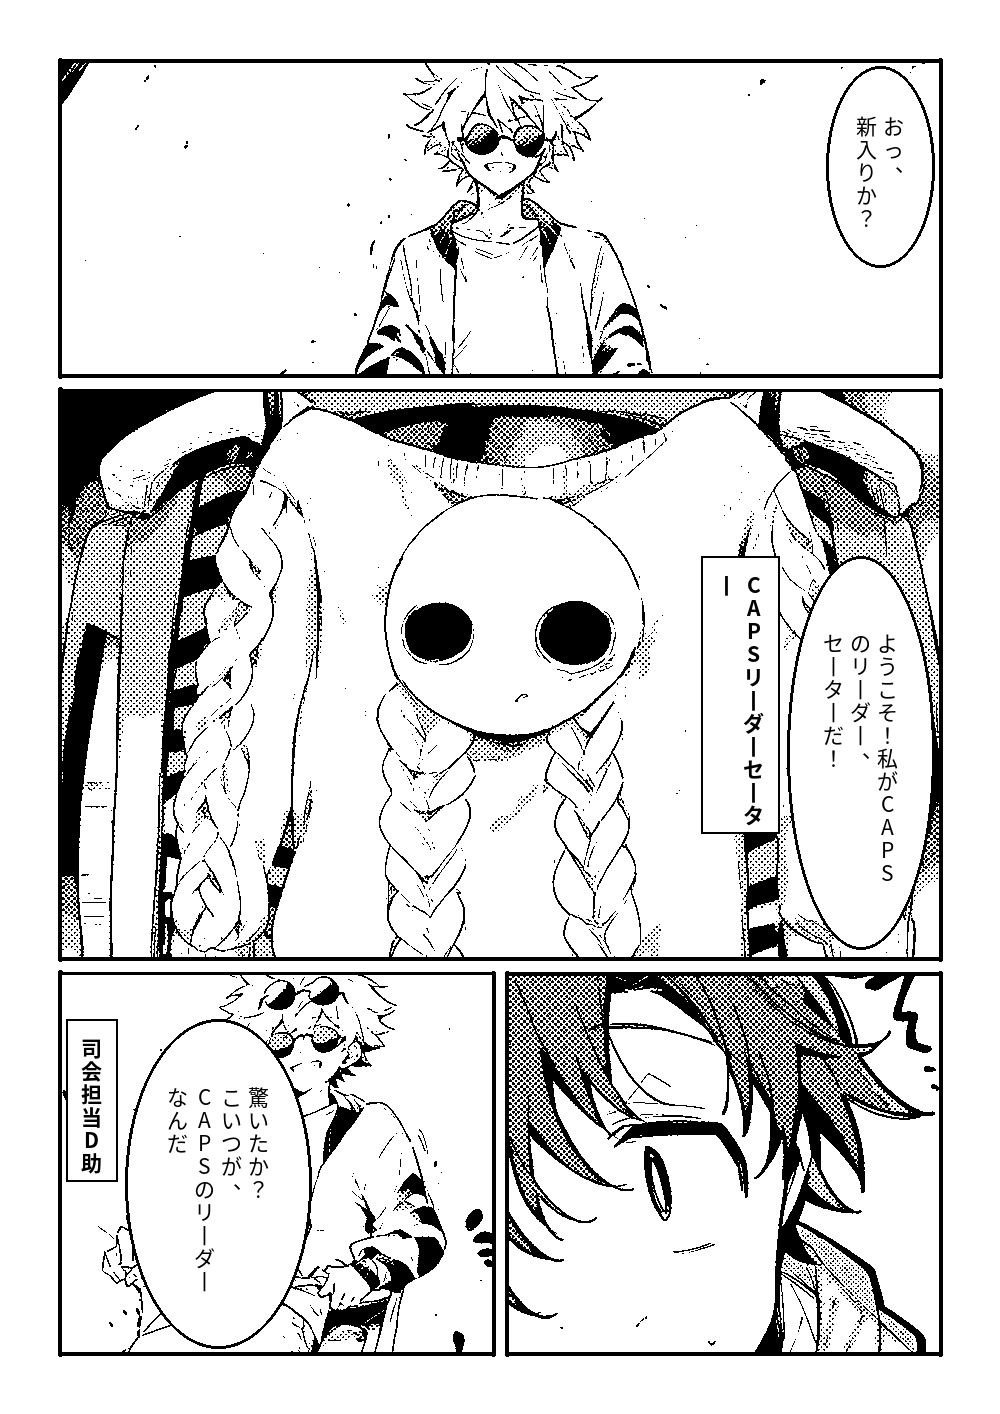 おっ、
新入りか？
ようこそ！私がCAPS
のリーダー、
セーターだ！
CAPSリーダーセータ
ー
驚いたか？
こいつが、
CAPSのリーダー
なんだ
司会担当D助